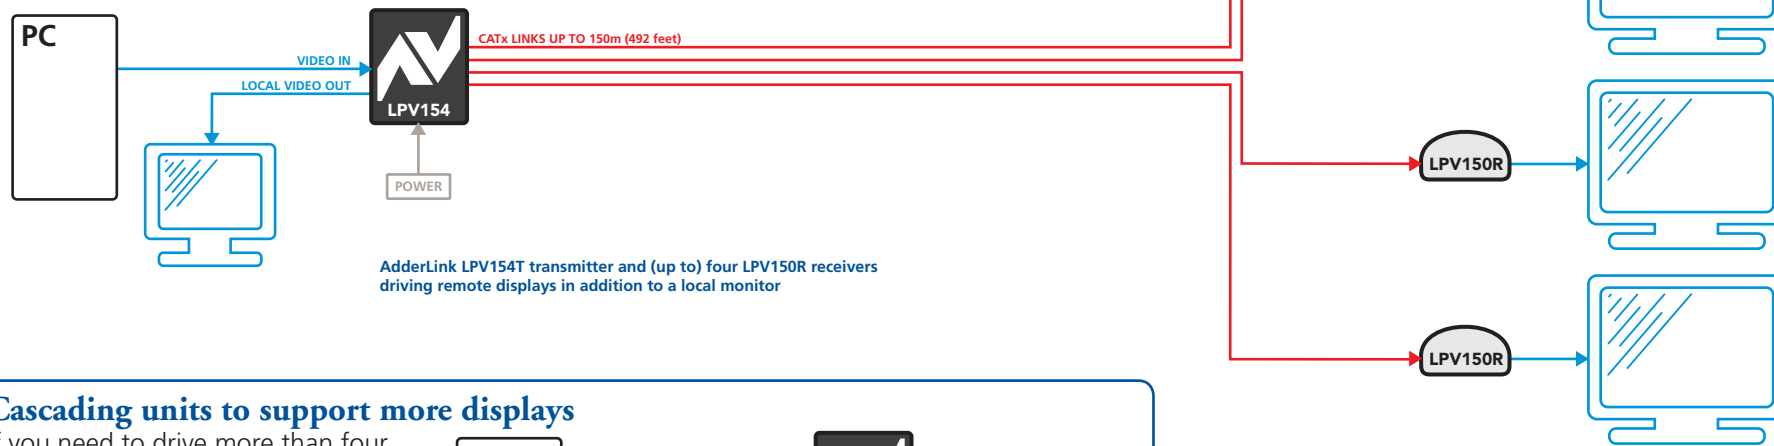 PC
VIDEO IN
LOCAL VIDEO OUT
LPV154
CATx LINKS UP TO 150m (492 feet)
POWER
LPV150R
AdderLink LPV154T transmitter and (up to) four LPV150R receivers
driving remote displays in addition to a local monitor
LPV150R
Cascading units to support more displays
you need to drive more than four